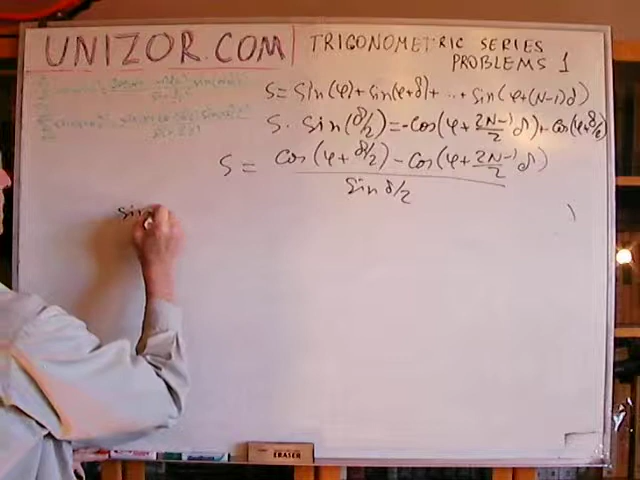 UNIZOR.COM
TRIGONOMETRIC SERIES
PROBLEMS 1
S = Sin(φ)+sin(φ+δ)+ ... + Sin(φ+(N-1)δ)
S · Sin(δ/2)=-Cos(φ+ 2N-1/2 δ)+Cos(φ+δ/2)
S = Cos(φ+δ/2) - Cos(φ+ 2N-1/2 δ)
Sin δ/2
sin
ERASER